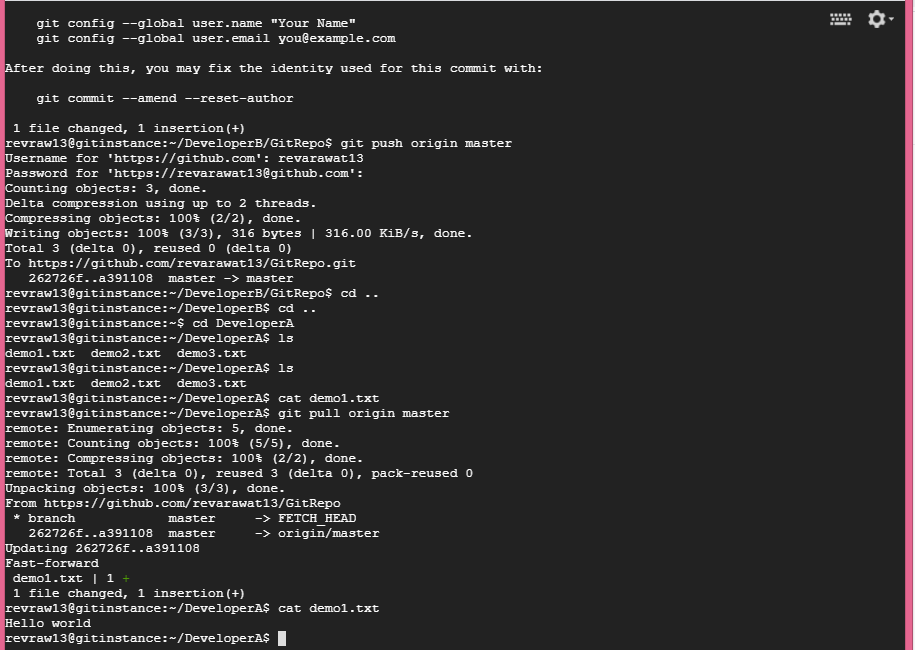 git config --global user.name "Your Name"
    git config --global user.email you@example.com
After doing this, you may fix the identity used for this commit with:
    git commit --amend --reset-author
 1 file changed, 1 insertion(+)
revraw13@gitinstance:~/DeveloperB/GitRepo$ git push origin master
Username for 'https://github.com': revarawat13
Password for 'https://revarawat13@github.com':
Counting objects: 3, done.
Delta compression using up to 2 threads.
Compressing objects: 100% (2/2), done.
Writing objects: 100% (3/3), 316 bytes | 316.00 KiB/s, done.
Total 3 (delta 0), reused 0 (delta 0)
To https://github.com/revarawat13/GitRepo.git
   262726f..a391108  master -> master
revraw13@gitinstance:~/DeveloperB/GitRepo$ cd ..
revraw13@gitinstance:~/DeveloperB$ cd ..
revraw13@gitinstance:~$ cd DeveloperA
revraw13@gitinstance:~/DeveloperA$ ls
demo1.txt  demo2.txt  demo3.txt
revraw13@gitinstance:~/DeveloperA$ ls
demo1.txt  demo2.txt  demo3.txt
revraw13@gitinstance:~/DeveloperA$ cat demo1.txt
revraw13@gitinstance:~/DeveloperA$ git pull origin master
remote: Enumerating objects: 5, done.
remote: Counting objects: 100% (5/5), done.
remote: Compressing objects: 100% (2/2), done.
remote: Total 3 (delta 0), reused 3 (delta 0), pack-reused 0
Unpacking objects: 100% (3/3), done.
From https://github.com/revarawat13/GitRepo
 * branch            master     -> FETCH_HEAD
   262726f..a391108  master     -> origin/master
Updating 262726f..a391108
Fast-forward
 demo1.txt | 1 +
 1 file changed, 1 insertion(+)
revraw13@gitinstance:~/DeveloperA$ cat demo1.txt
Hello world
revraw13@gitinstance:~/DeveloperA$